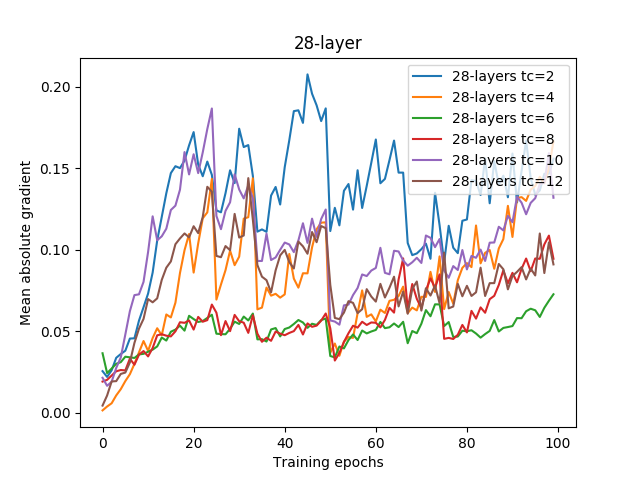 28-layer
28-layers tc=2
28-layers tc=4
28-layers tc=6
28-layers tc=8
28-layers tc=10
28-layers tc=12
Mean absolute gradient
0.20
0.15
0.10
0.05
0.00
0 20 40 60 80 100
Training epochs